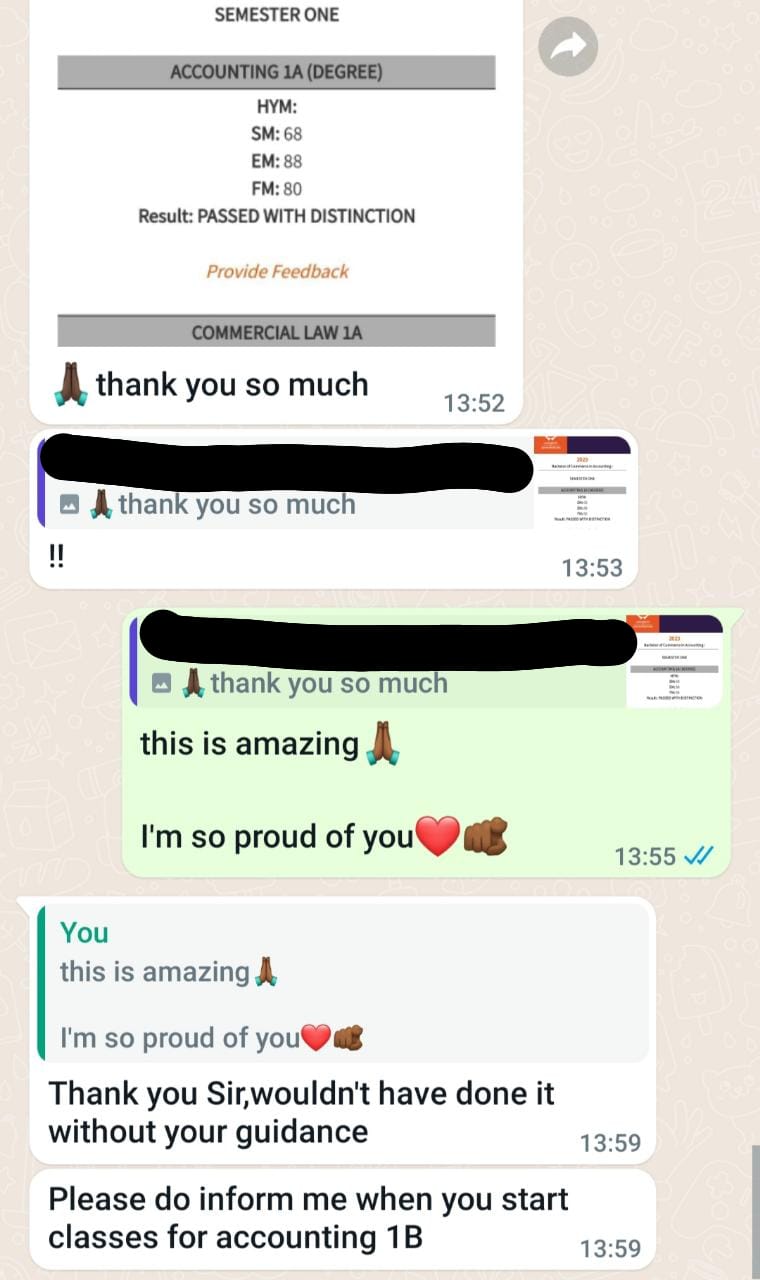 SEMESTER ONE
ACCOUNTING 1A (DEGREE)
HYM:
SM: 68
EM: 88
FM: 80
Result: PASSED WITH DISTINCTION
Provide Feedback
COMMERCIAL LAW 1A
🙏🏿 thank you so much
13:52
🙏🏿 thank you so much
2023
Bachelor of Commerce in Accounting:
SEMESTER ONE
ACCOUNTING 1A (DEGREE)
Result: PASSED WITH DISTINCTION
!!
13:53
🙏🏿 thank you so much
2023
Bachelor of Commerce in Accounting:
SEMESTER ONE
ACCOUNTING 1A (DEGREE)
Result: PASSED WITH DISTINCTION
this is amazing🙏🏾
I'm so proud of you❤️🫵🏾
13:55
You
this is amazing🙏🏾
I'm so proud of you❤️🫵🏾
Thank you Sir,wouldn't have done it
without your guidance
13:59
Please do inform me when you start
classes for accounting 1B
13:59